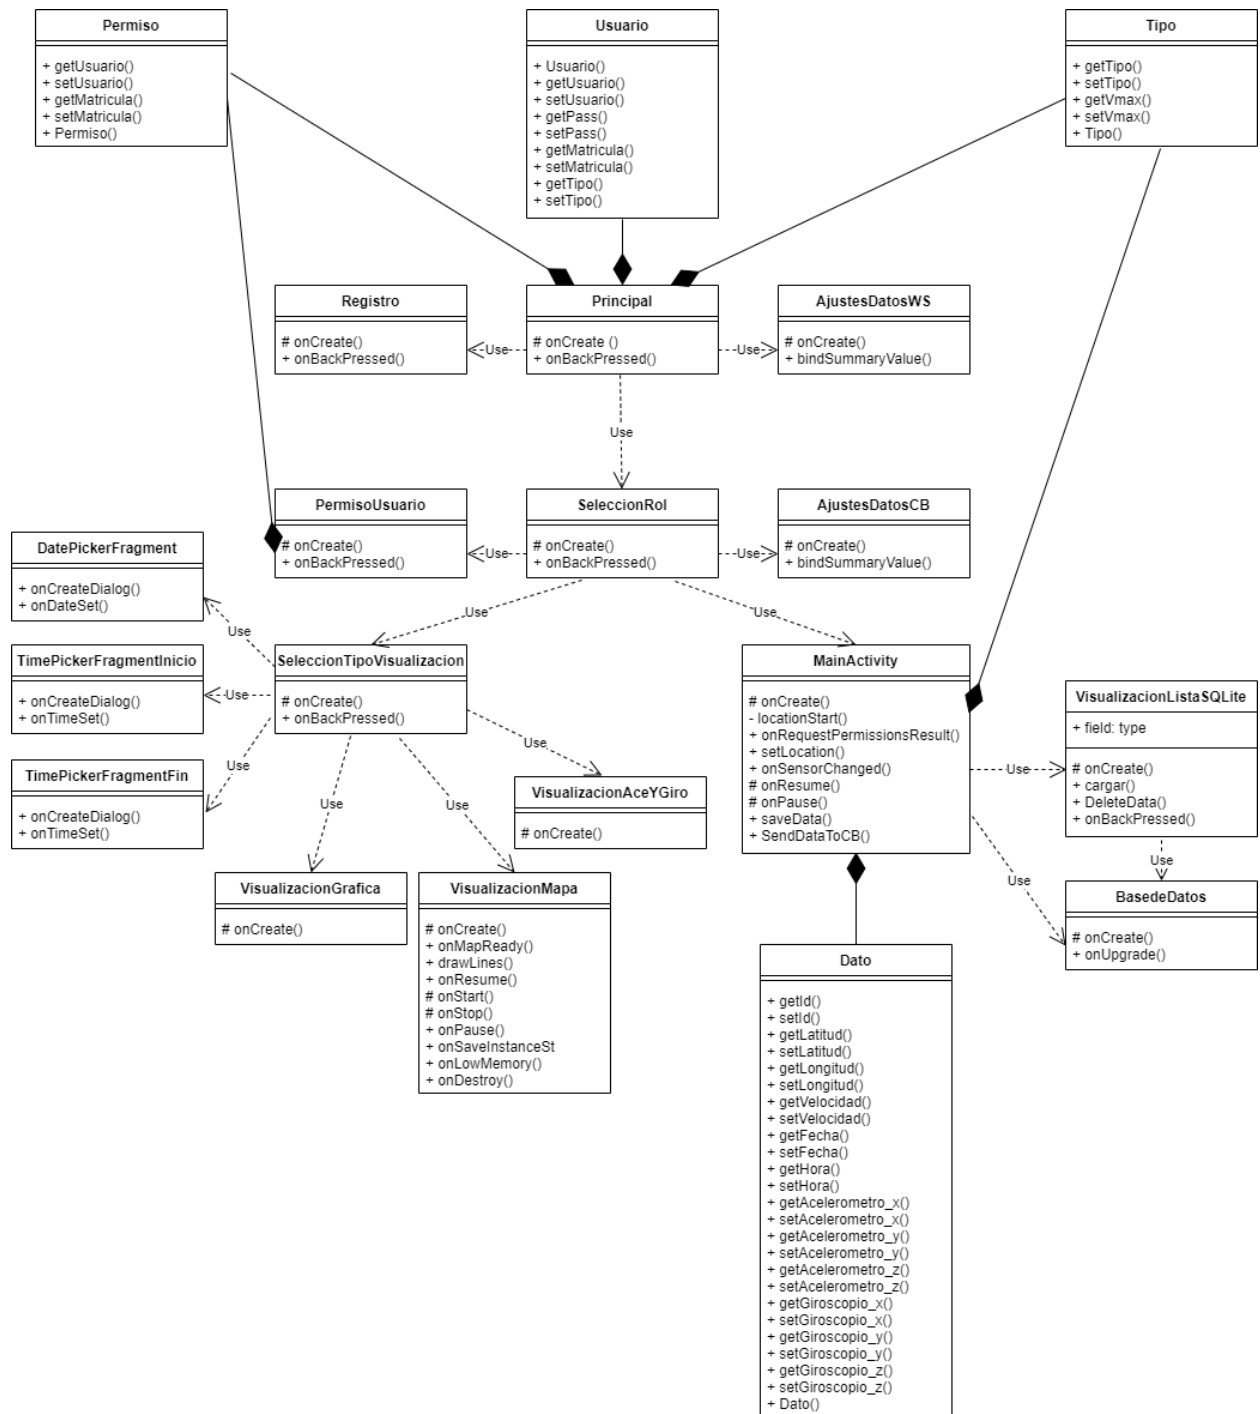 Permiso
+ getUsuario()
+ setUsuario()
+ getMatricula()
+ setMatricula()
+ Permiso()
Usuario
+ Usuario()
+ getUsuario()
+ setUsuario()
+ getPass()
+ setPass()
+ getMatricula()
+ setMatricula()
+ getTipo()
+ setTipo()
Tipo
+ getTipo()
+ setTipo()
+ getVmax()
+ setVmax()
+ Tipo()
Registro
# onCreate()
+ onBackPressed()
Use
Principal
# onCreate ()
+ onBackPressed()
Use
AjustesDatosWS
# onCreate()
+ bindSummaryValue()
Use
PermisoUsuario
# onCreate()
+ onBackPressed()
Use
SeleccionRol
# onCreate()
+ onBackPressed()
Use
AjustesDatosCB
# onCreate()
+ bindSummaryValue()
Use
Use
DatePickerFragment
+ onCreateDialog()
+ onDateSet()
Use
TimePickerFragmentInicio
+ onCreateDialog()
+ onTimeSet()
Use
TimePickerFragmentFin
+ onCreateDialog()
+ onTimeSet()
Use
SeleccionTipoVisualizacion
# onCreate()
+ onBackPressed()
Use
Use
Use
VisualizacionAceYGiro
# onCreate()
VisualizacionGrafica
# onCreate()
VisualizacionMapa
# onCreate()
+ onMapReady()
+ drawLines()
+ onResume()
# onStart()
# onStop()
+ onPause()
+ onSaveInstanceSt
+ onLowMemory()
+ onDestroy()
MainActivity
# onCreate()
- locationStart()
+ onRequestPermissionsResult()
+ setLocation()
+ onSensorChanged()
# onResume()
# onPause()
+ saveData()
+ SendDataToCB()
Use
Use
VisualizacionListaSQLite
+ field: type
# onCreate()
+ cargar()
+ DeleteData()
+ onBackPressed()
Use
BasedeDatos
# onCreate()
+ onUpgrade()
Dato
+ getId()
+ setId()
+ getLatitud()
+ setLatitud()
+ getLongitud()
+ setLongitud()
+ getVelocidad()
+ setVelocidad()
+ getFecha()
+ setFecha()
+ getHora()
+ setHora()
+ getAcelerometro_x()
+ setAcelerometro_x()
+ getAcelerometro_y()
+ setAcelerometro_y()
+ getAcelerometro_z()
+ setAcelerometro_z()
+ getGiroscopio_x()
+ setGiroscopio_x()
+ getGiroscopio_y()
+ setGiroscopio_y()
+ getGiroscopio_z()
+ setGiroscopio_z()
+ Dato()